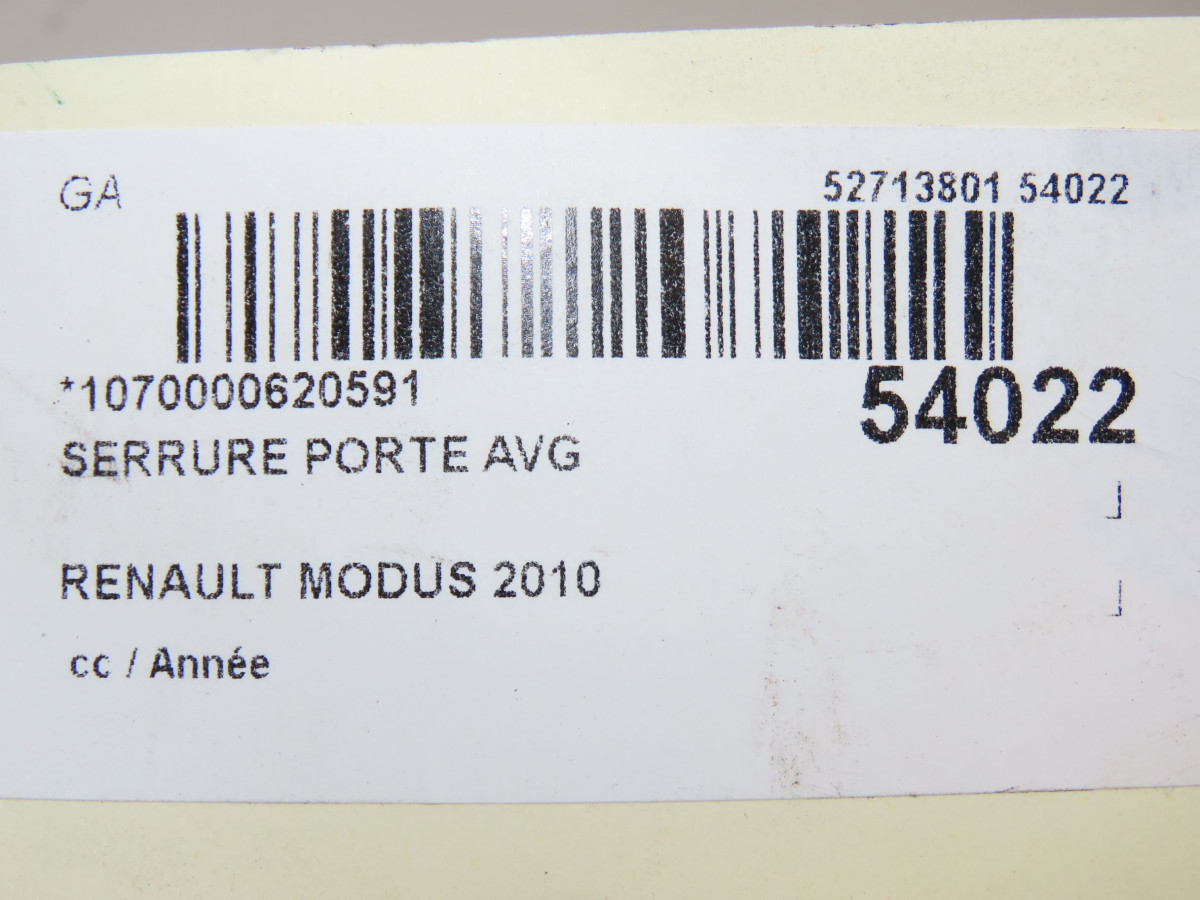 GA
52713801 54022
*1070000620591
54022
SERRURE PORTE AVG
RENAULT MODUS 2010
cc / Année